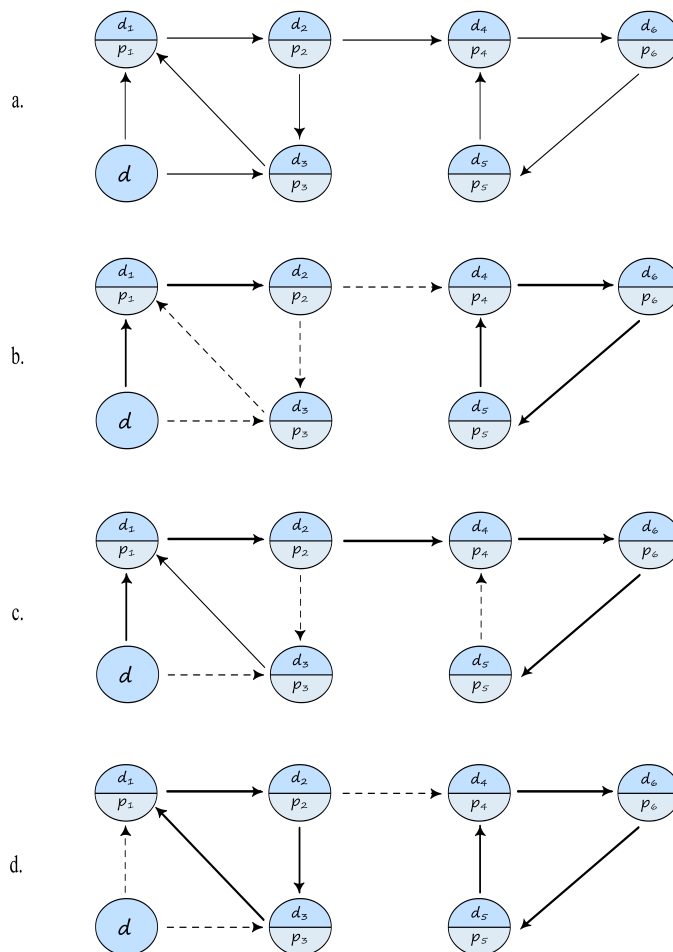 d₁ d₂ d₄ d₆
p₁ p₂ p₄ p₆
a.
d d₃ d₅
p₃ p₅
d₁ d₂ d₄ d₆
p₁ p₂ p₄ p₆
b.
d d₃ d₅
p₃ p₅
d₁ d₂ d₄ d₆
p₁ p₂ p₄ p₆
c.
d d₃ d₅
p₃ p₅
d₁ d₂ d₄ d₆
p₁ p₂ p₄ p₆
d.
d d₃ d₅
p₃ p₅